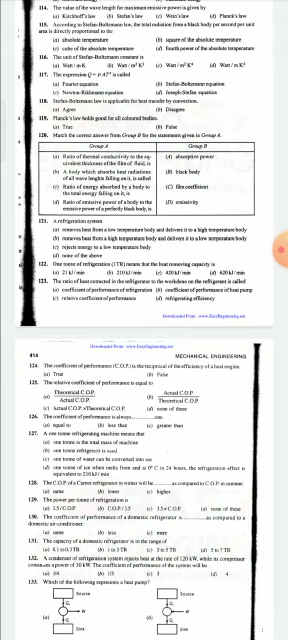 114. The value of the wave length for maximum emissive power is given by
(a) Kirchhoff's law (b) Stefan's law (c) Wein's law (d) Planck's law
115. According to Stefan-Boltzmann law, the total radiation from a black body per second per unit
area is directly proportional to the
(a) absolute temperature (b) square of the absolute temperature
(c) cube of the absolute temperature (d) fourth power of the absolute temperature
116. The unit of Stefan-Boltzmann constant is
(a) Watt / m K (b) Watt / m² K² (c) Watt / m² K⁴ (d) Watt / m K²
117. The expression Q = ρ A T⁴ is called
(a) Fourier equation (b) Stefan-Boltzmann equation
(c) Newton-Rikhmann equation (d) Joseph-Stefan equation
118. Stefan-Boltzmann law is applicable for heat transfer by convection.
(a) Agree (b) Disagree
119. Planck's law holds good for all coloured bodies.
(a) True (b) False
120. Match the correct answer from Group B for the statements given in Group A.
Group A Group B
(a) Ratio of thermal conductivity to the eq- (A) absorptive power
uivalent thickness of the film of fluid, is
(b) A body which absorbs heat radiations (B) black body
of all wave lengths falling on it, is called
(c) Ratio of energy absorbed by a body to (C) film coefficient
the total energy falling on it, is
(d) Ratio of emissive power of a body to the (D) emissivity
emissive power of a perfectly black body, is
121. A refrigeration system
(a) removes heat from a low temperature body and delivers it to a high temperature body
(b) removes heat from a high temperature body and delivers it to a low temperature body
(c) rejects energy to a low temperature body
(d) none of the above
122. One tonne of refrigeration (1TR) means that the heat removing capacity is
(a) 21 kJ / min (b) 210 kJ / min (c) 420 kJ / min (d) 620 kJ / min
123. The ratio of heat extracted in the refrigerator to the workdone on the refrigerant is called
(a) coefficient of performance of refrigeration (b) coefficient of performance of heat pump
(c) relative coefficient of performance (d) refrigerating efficiency
Downloaded From : www.EasyEngineering.net
Downloaded From : www.EasyEngineering.net
414 MECHANICAL ENGINEERING
124. The coefficient of performance (C.O.P.) is the reciprocal of the efficiency of a heat engine.
(a) True (b) False
125. The relative coefficient of performance is equal to
(a) Theoretical C.O.P. / Actual C.O.P. (b) Actual C.O.P. / Theoretical C.O.P.
(c) Actual C.O.P. × Theoretical C.O.P. (d) none of these
126. The coefficient of performance is always..........one.
(a) equal to (b) less than (c) greater than
127. A one tonne refrigerating machine means that
(a) one tonne is the total mass of machine
(b) one tonne refrigerant is used
(c) one tonne of water can be converted into ice
(d) one tonne of ice when melts from and at 0° C in 24 hours, the refrigeration effect is
equivalent to 210 kJ / min
128. The C.O.P. of a Carnot refrigerator in winter will be ..........as compared to C.O.P. in summer.
(a) same (b) lower (c) higher
129. The power per tonne of refrigeration is
(a) 3.5 / C.O.P. (b) C.O.P. / 3.5 (c) 3.5 × C.O.P. (d) none of these
130. The coefficient of performance of a domestic refrigerator is..........as compared to a
domestic air-conditioner.
(a) same (b) less (c) more
131. The capacity of a domestic refrigerator is in the range of
(a) 0.1 to 0.3 TR (b) 1 to 3 TR (c) 3 to 5 TR (d) 5 to 7 TR
132. A condenser of refrigeration system rejects heat at the rate of 120 kW, while its compressor
consumes a power of 30 kW. The coefficient of performance of the system will be
(a) 1/4 (b) 1/3 (c) 3 (d) 4
133. Which of the following represents a heat pump?
Source Source
Q₁ Q₁
W W
(a) (b)
Q₂ Q₂
Sink Sink